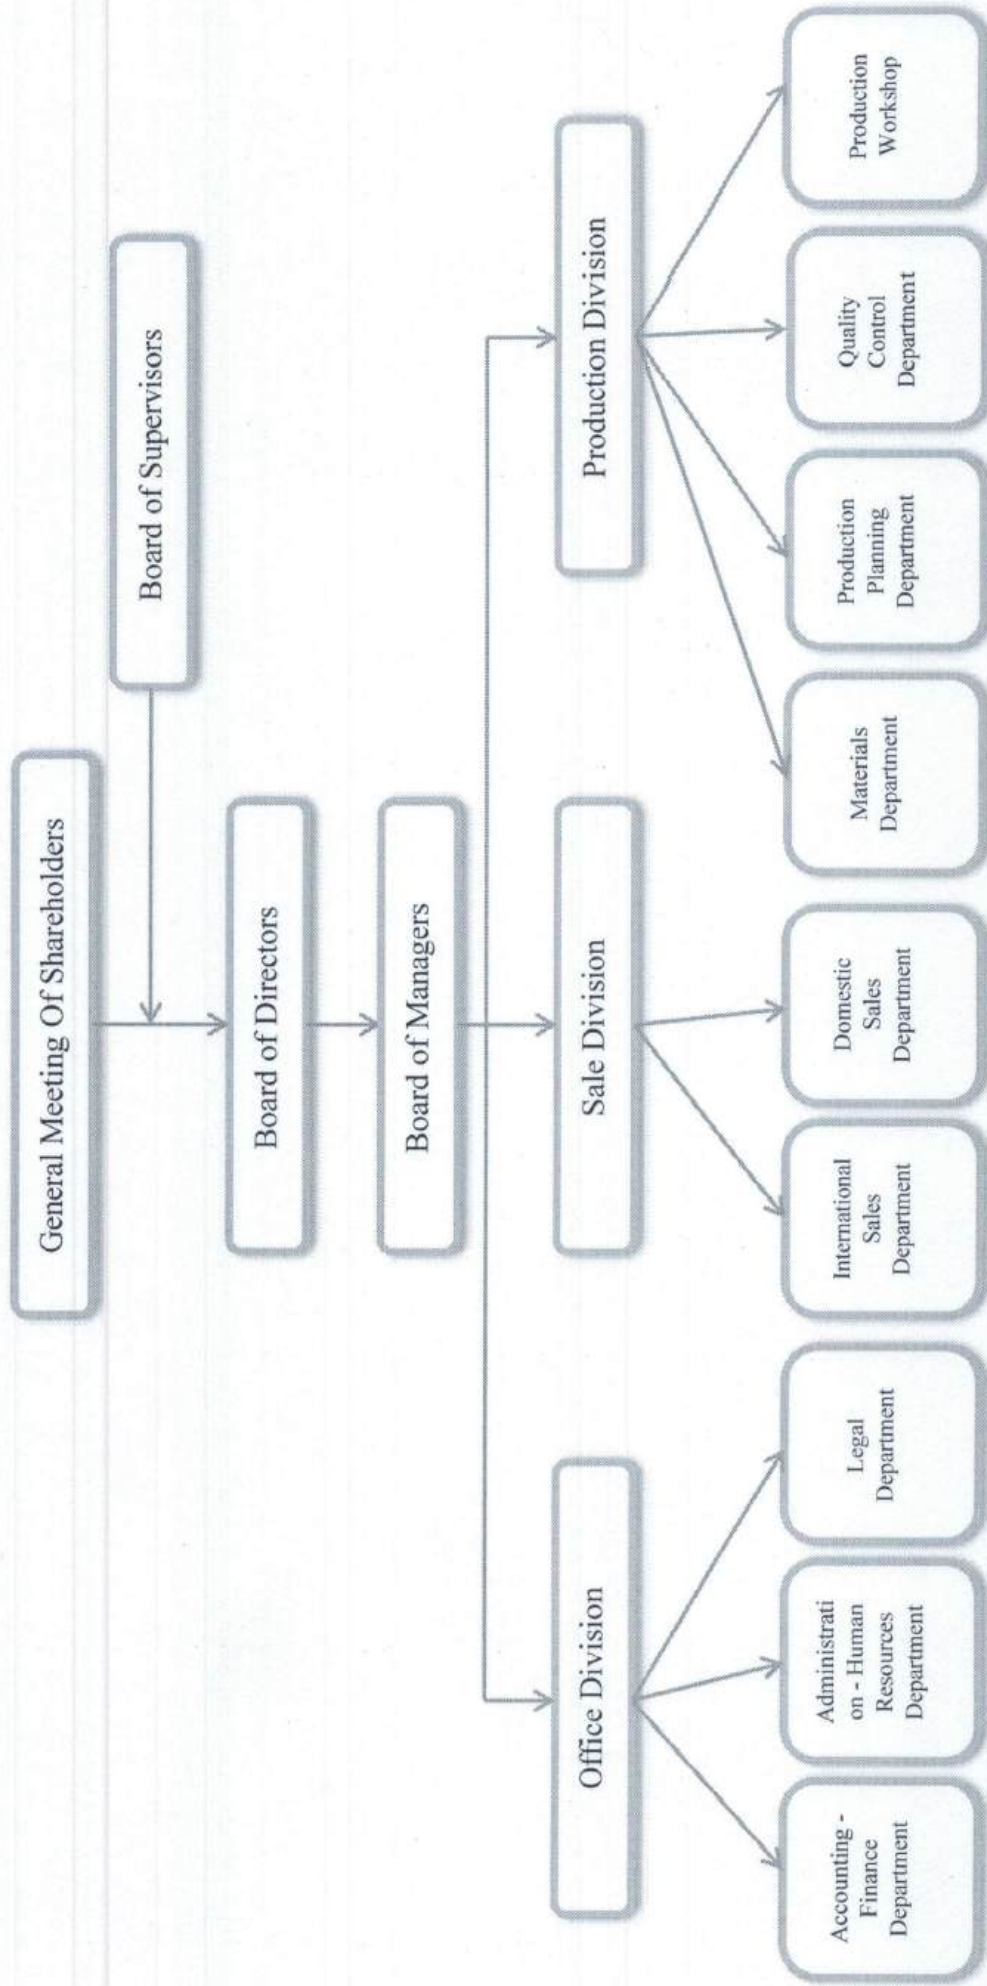 General Meeting Of Shareholders
Board of Supervisors
Board of Directors
Board of Managers
Office Division
Sale Division
Production Division
Accounting -
Finance
Department
Administrati
on - Human
Resources
Department
Legal
Department
International
Sales
Department
Domestic
Sales
Department
Materials
Department
Production
Planning
Department
Quality
Control
Department
Production
Workshop